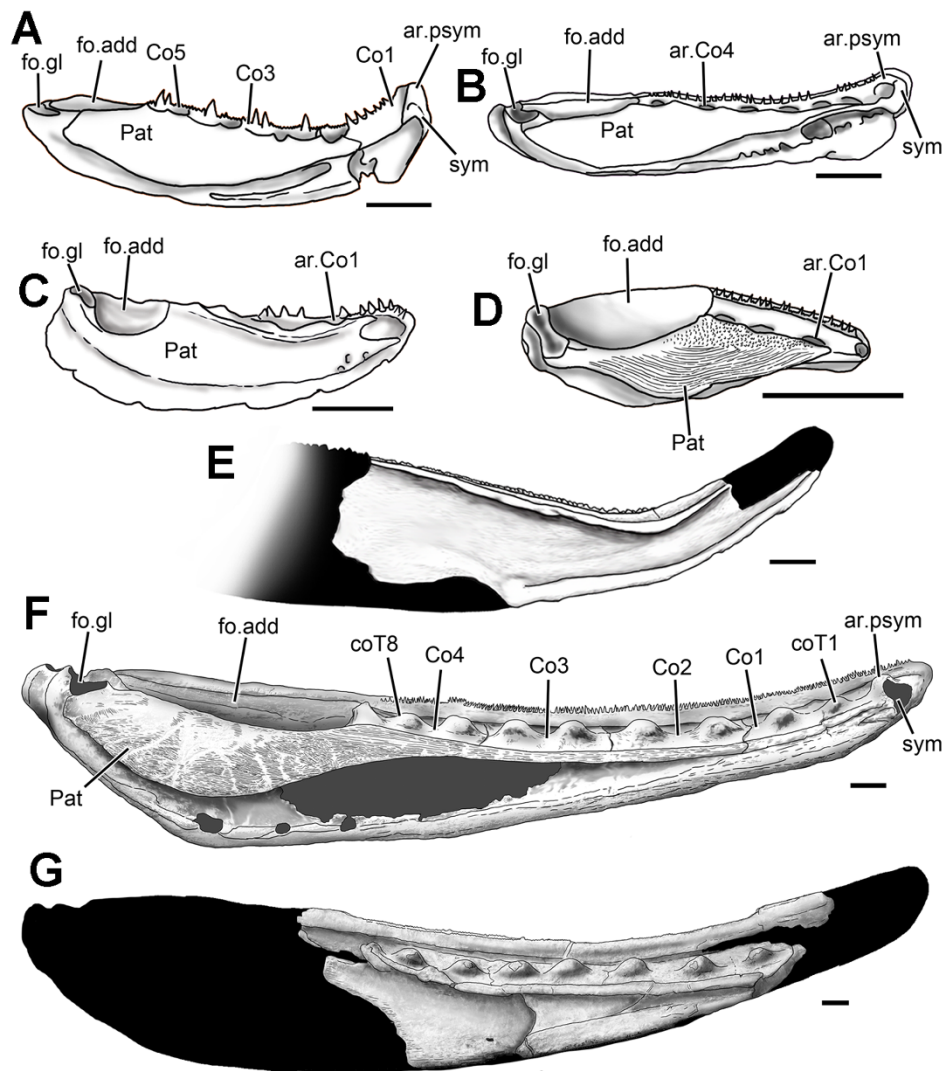 A
fo.gl
fo.add
Co5
Co3
Co1
ar.psym
Pat
sym
B
fo.gl
fo.add
ar.Co4
ar.psym
Pat
sym
C
fo.gl
fo.add
ar.Co1
Pat
D
fo.gl
fo.add
ar.Co1
Pat
E
F
fo.gl
fo.add
coT8
Co4
Co3
Co2
Co1
coT1
ar.psym
sym
Pat
G